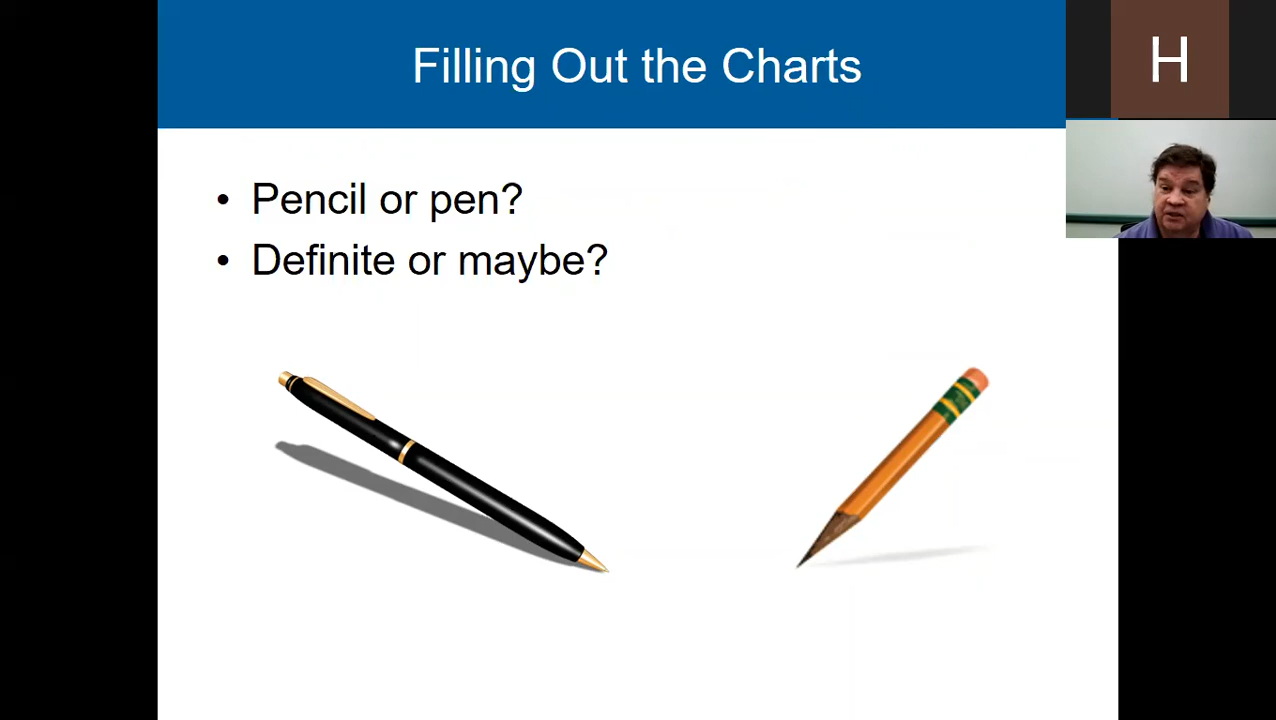 Filling Out the Charts
H
• Pencil or pen?
• Definite or maybe?